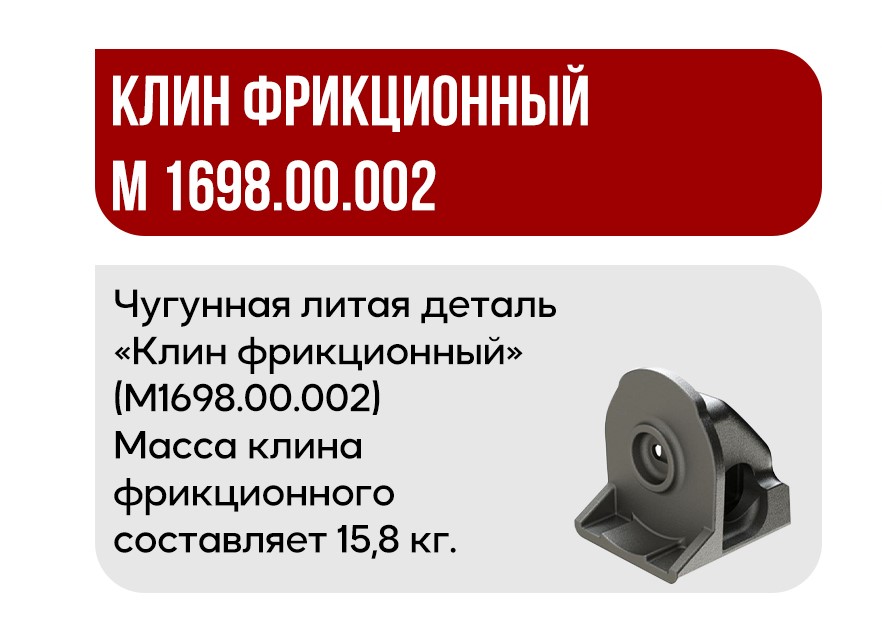 КЛИН ФРИКЦИОННЫЙ
М 1698.00.002
Чугунная литая деталь
«Клин фрикционный»
(М1698.00.002)
Масса клина
фрикционного
составляет 15,8 кг.